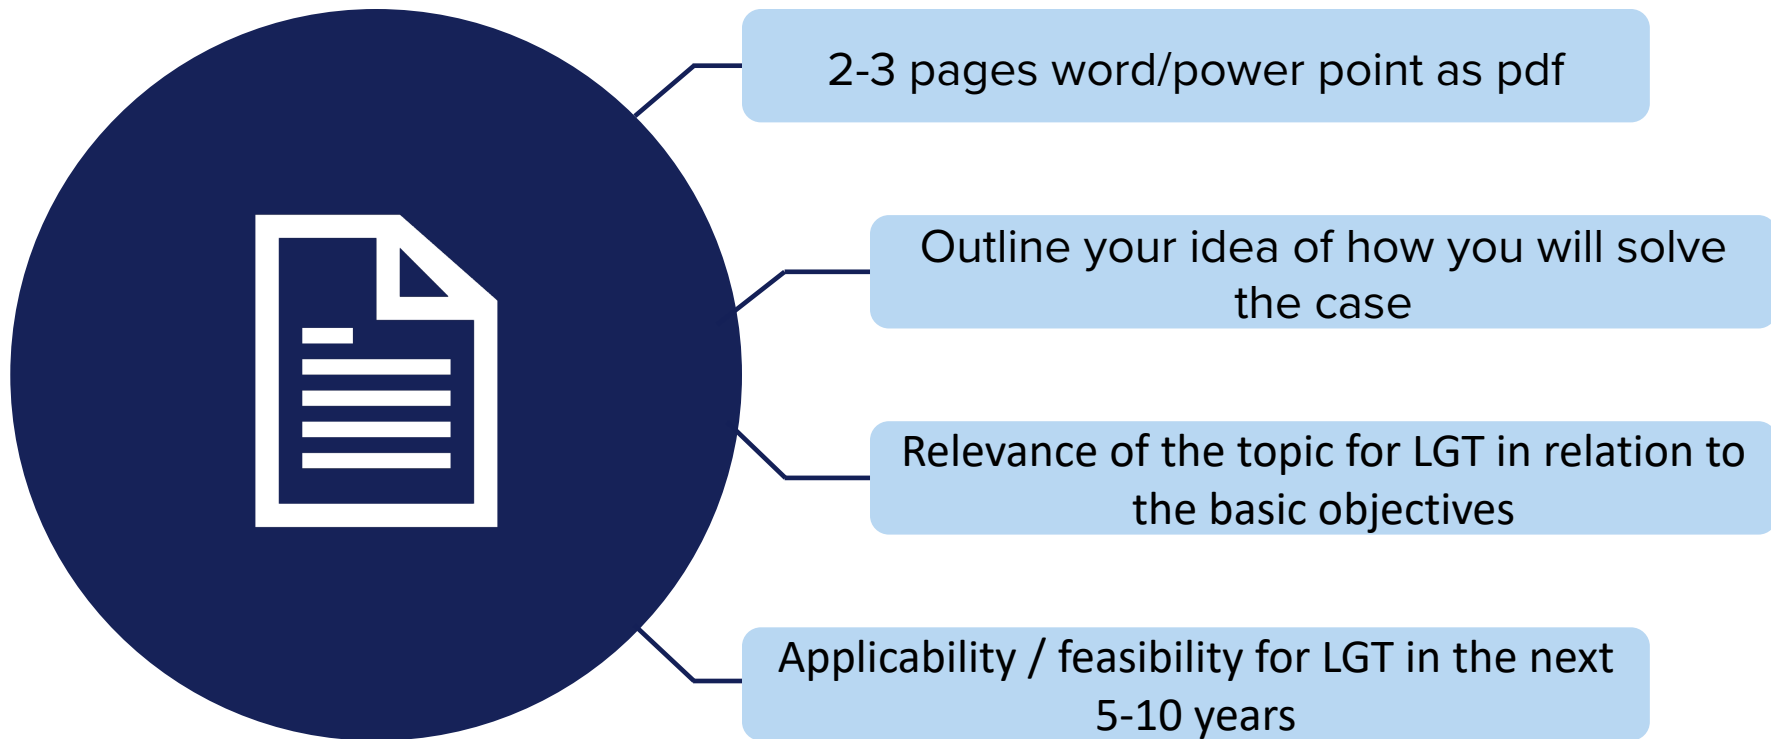 2-3 pages word/power point as pdf
Outline your idea of how you will solve
the case
Relevance of the topic for LGT in relation to
the basic objectives
Applicability / feasibility for LGT in the next
5-10 years